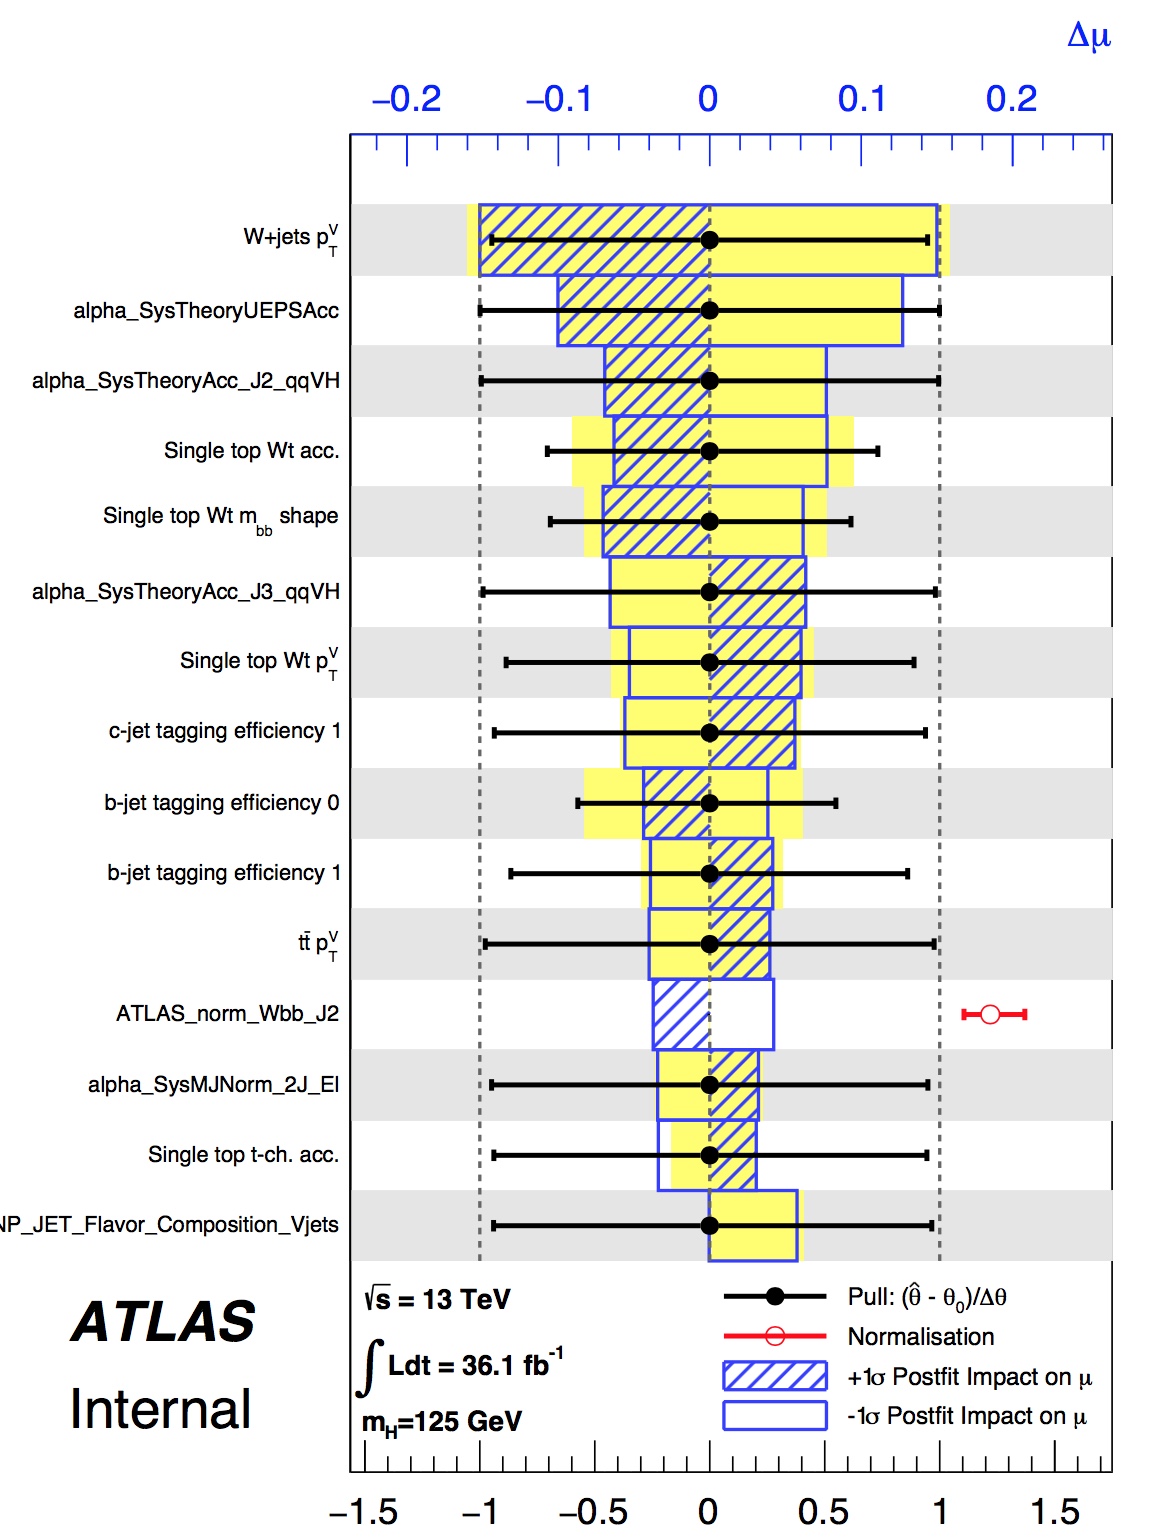 Δμ
−0.2 −0.1 0 0.1 0.2
W+jets p_T^V
alpha_SysTheoryUEPSAcc
alpha_SysTheoryAcc_J2_qqVH
Single top Wt acc.
Single top Wt m_bb shape
alpha_SysTheoryAcc_J3_qqVH
Single top Wt p_T^V
c-jet tagging efficiency 1
b-jet tagging efficiency 0
b-jet tagging efficiency 1
tt̄ p_T^V
ATLAS_norm_Wbb_J2
alpha_SysMJNorm_2J_El
Single top t-ch. acc.
NP_JET_Flavor_Composition_Vjets
ATLAS
Internal
√s = 13 TeV
∫ Ldt = 36.1 fb⁻¹
m_H=125 GeV
Pull: (θ̂ - θ₀)/Δθ
Normalisation
+1σ Postfit Impact on μ
-1σ Postfit Impact on μ
−1.5 −1 −0.5 0 0.5 1 1.5